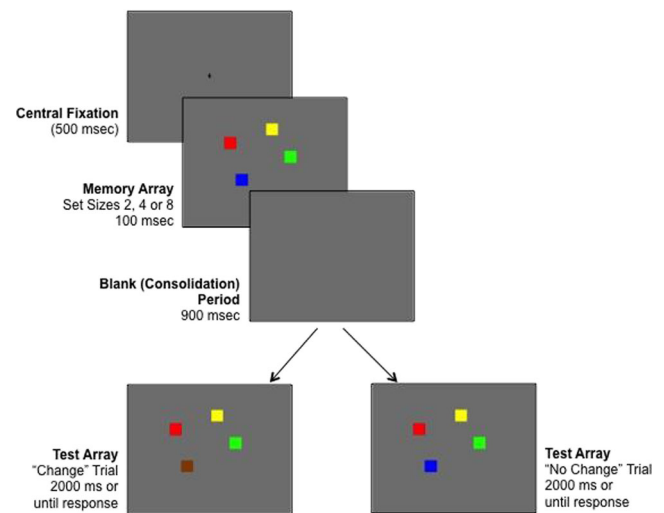 Central Fixation
(500 msec)
Memory Array
Set Sizes 2, 4 or 8
100 msec
Blank (Consolidation)
Period
900 msec
Test Array
“Change” Trial
2000 ms or
until response
Test Array
“No Change” Trial
2000 ms or
until response